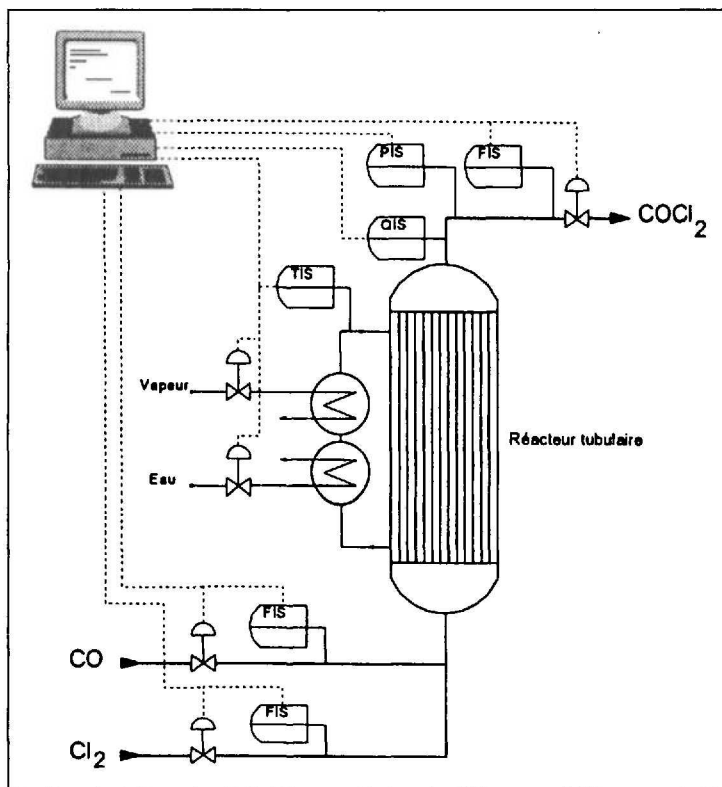 PIS
FIS
COCl2
QIS
TIS
Vapeur
Réacteur tubulaire
Eau
FIS
CO
FIS
Cl2